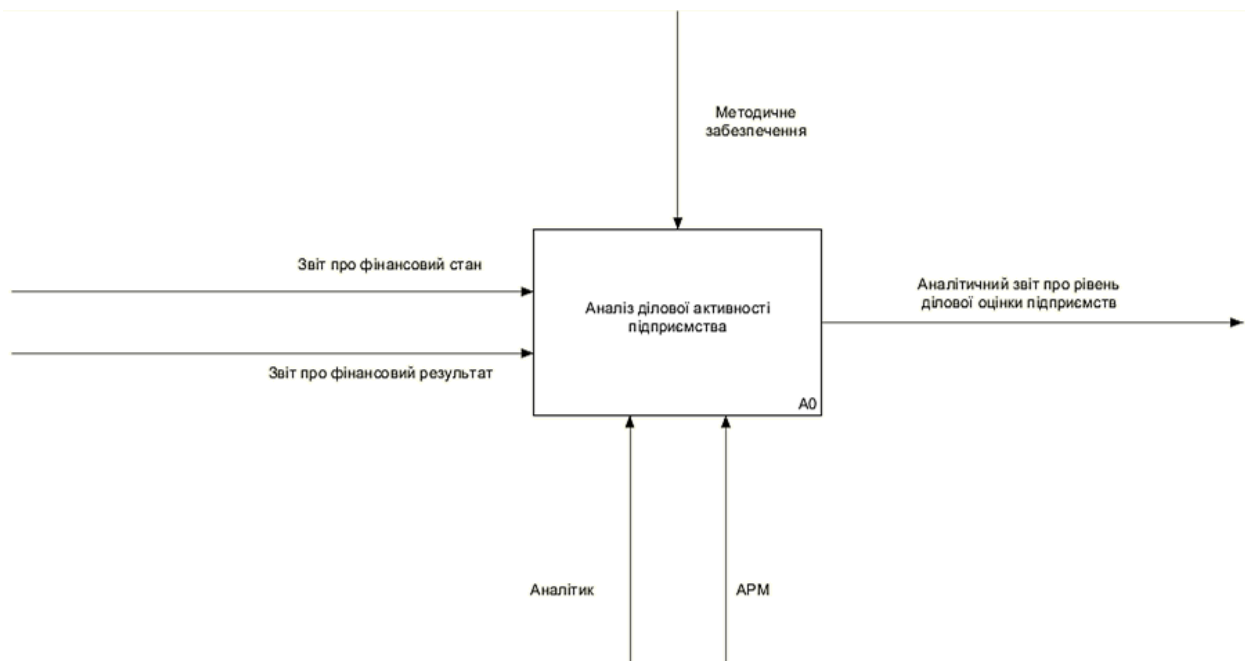 Методичне
забезпечення
Звіт про фінансовий стан
Звіт про фінансовий результат
Аналіз ділової активності
підприємства
A0
Аналітичний звіт про рівень
ділової оцінки підприємств
Аналітик
АРМ